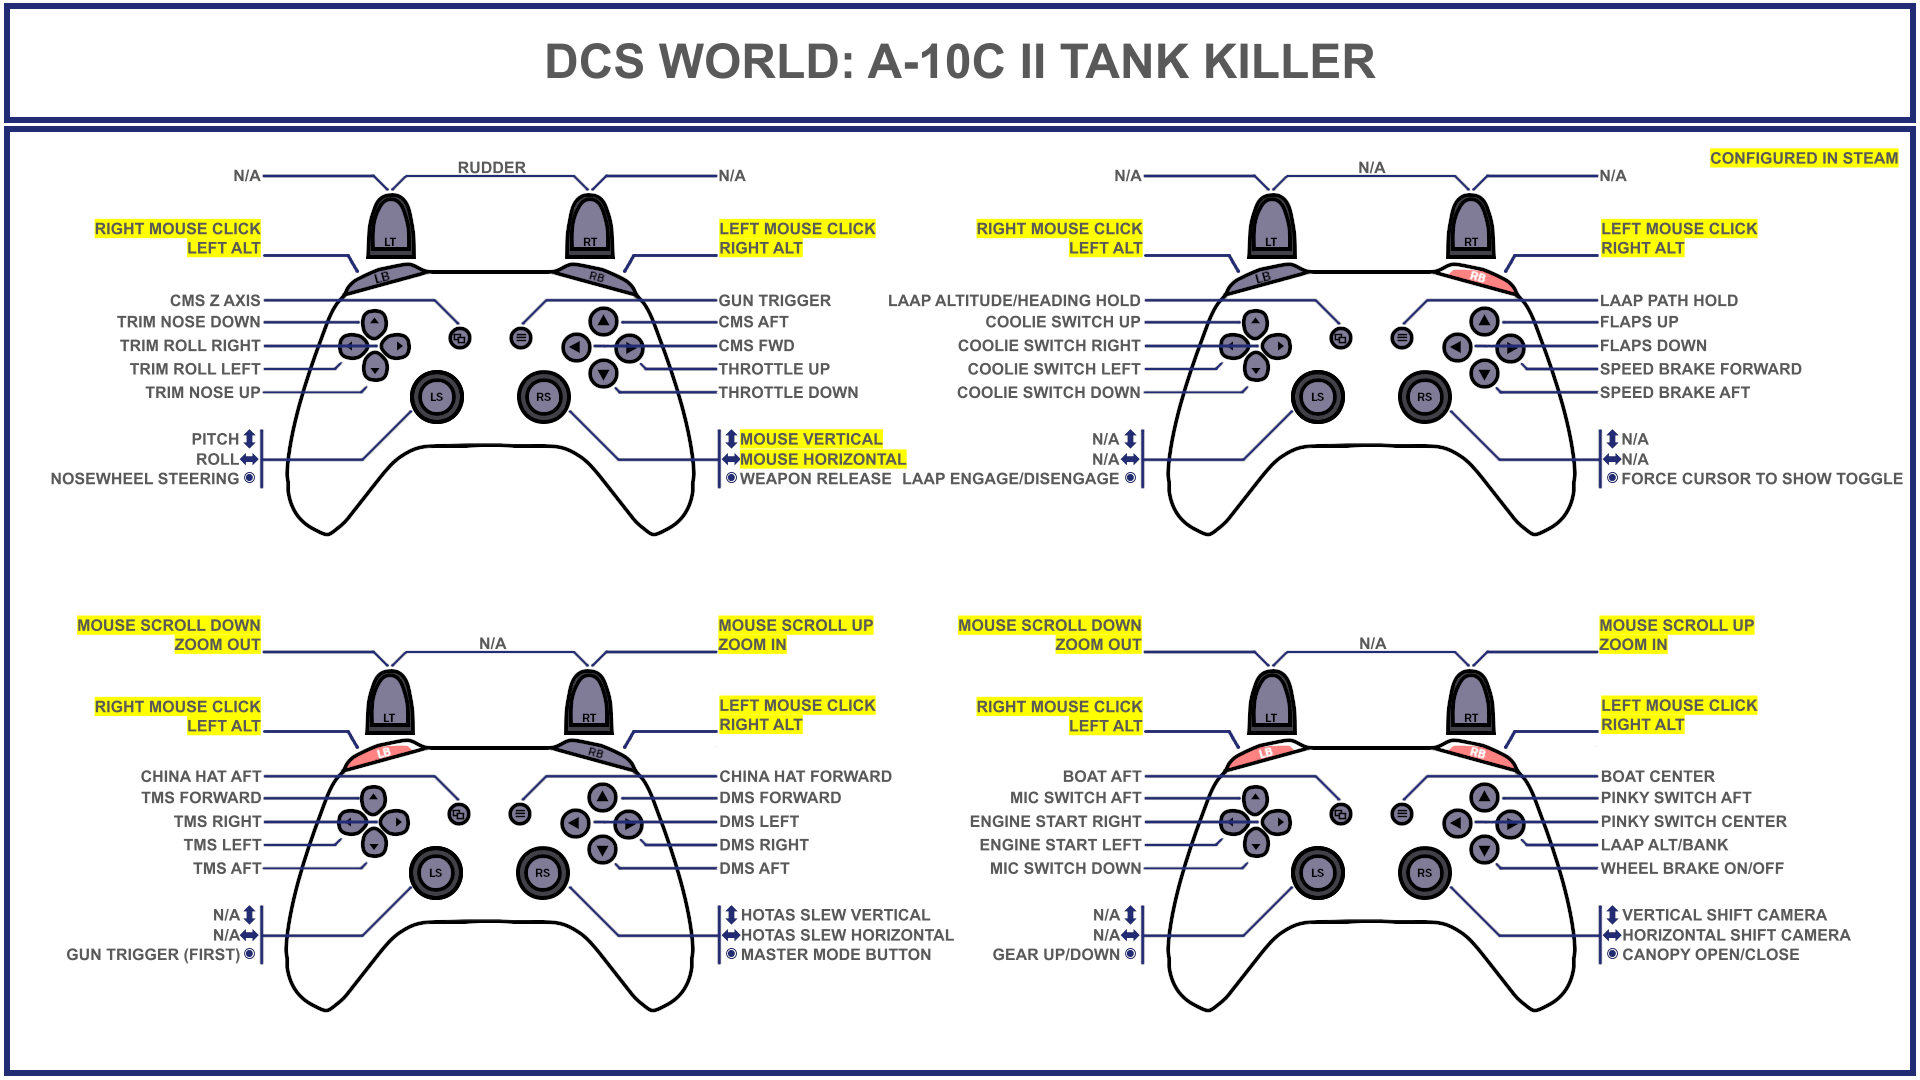 DCS WORLD: A-10C II TANK KILLER
CONFIGURED IN STEAM
N/A
RUDDER
N/A
RIGHT MOUSE CLICK
LEFT ALT
LEFT MOUSE CLICK
RIGHT ALT
LT
RT
LB
RB
CMS Z AXIS
TRIM NOSE DOWN
TRIM ROLL RIGHT
TRIM ROLL LEFT
TRIM NOSE UP
GUN TRIGGER
CMS AFT
CMS FWD
THROTTLE UP
THROTTLE DOWN
LS
RS
PITCH
ROLL
NOSEWHEEL STEERING
MOUSE VERTICAL
MOUSE HORIZONTAL
WEAPON RELEASE
N/A
N/A
N/A
RIGHT MOUSE CLICK
LEFT ALT
LEFT MOUSE CLICK
RIGHT ALT
LT
RT
LB
RB
LAAP ALTITUDE/HEADING HOLD
COOLIE SWITCH UP
COOLIE SWITCH RIGHT
COOLIE SWITCH LEFT
COOLIE SWITCH DOWN
LAAP PATH HOLD
FLAPS UP
FLAPS DOWN
SPEED BRAKE FORWARD
SPEED BRAKE AFT
LS
RS
N/A
N/A
LAAP ENGAGE/DISENGAGE
N/A
N/A
FORCE CURSOR TO SHOW TOGGLE
MOUSE SCROLL DOWN
ZOOM OUT
N/A
MOUSE SCROLL UP
ZOOM IN
RIGHT MOUSE CLICK
LEFT ALT
LEFT MOUSE CLICK
RIGHT ALT
LT
RT
LB
RB
CHINA HAT AFT
TMS FORWARD
TMS RIGHT
TMS LEFT
TMS AFT
CHINA HAT FORWARD
DMS FORWARD
DMS LEFT
DMS RIGHT
DMS AFT
LS
RS
N/A
N/A
GUN TRIGGER (FIRST)
HOTAS SLEW VERTICAL
HOTAS SLEW HORIZONTAL
MASTER MODE BUTTON
MOUSE SCROLL DOWN
ZOOM OUT
N/A
MOUSE SCROLL UP
ZOOM IN
RIGHT MOUSE CLICK
LEFT ALT
LEFT MOUSE CLICK
RIGHT ALT
LT
RT
LB
RB
BOAT AFT
MIC SWITCH AFT
ENGINE START RIGHT
ENGINE START LEFT
MIC SWITCH DOWN
BOAT CENTER
PINKY SWITCH AFT
PINKY SWITCH CENTER
LAAP ALT/BANK
WHEEL BRAKE ON/OFF
LS
RS
N/A
N/A
GEAR UP/DOWN
VERTICAL SHIFT CAMERA
HORIZONTAL SHIFT CAMERA
CANOPY OPEN/CLOSE